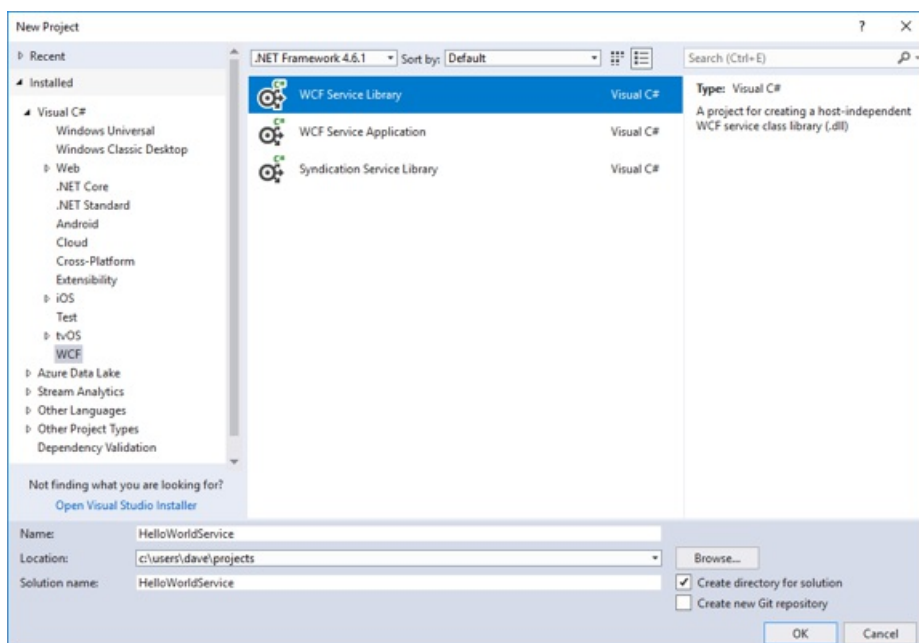 New Project
? ×
Recent
Installed
Visual C#
Windows Universal
Windows Classic Desktop
Web
.NET Core
.NET Standard
Android
Cloud
Cross-Platform
Extensibility
iOS
Test
tvOS
WCF
Azure Data Lake
Stream Analytics
Other Languages
Other Project Types
Dependency Validation
Not finding what you are looking for?
Open Visual Studio Installer
.NET Framework 4.6.1 Sort by: Default
C#
WCF Service Library Visual C#
C#
WCF Service Application Visual C#
C#
Syndication Service Library Visual C#
Search (Ctrl+E)
Type: Visual C#
A project for creating a host-independent
WCF service class library (.dll)
Name: HelloWorldService
Location: c:\users\dave\projects Browse...
Solution name: HelloWorldService
Create directory for solution
Create new Git repository
OK Cancel